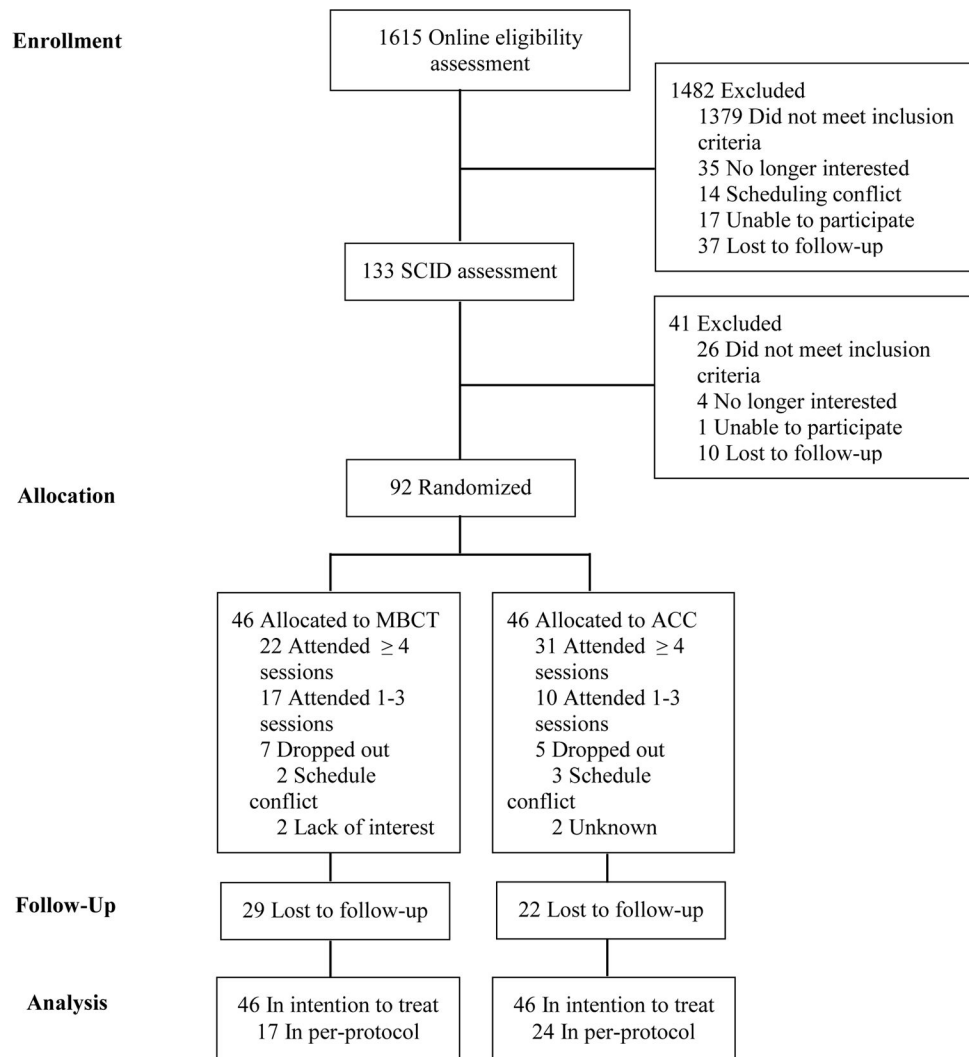 Enrollment
1615 Online eligibility
assessment
1482 Excluded
1379 Did not meet inclusion
criteria
35 No longer interested
14 Scheduling conflict
17 Unable to participate
37 Lost to follow-up
133 SCID assessment
41 Excluded
26 Did not meet inclusion
criteria
4 No longer interested
1 Unable to participate
10 Lost to follow-up
92 Randomized
Allocation
46 Allocated to MBCT
22 Attended ≥ 4
sessions
17 Attended 1-3
sessions
7 Dropped out
2 Schedule
conflict
2 Lack of interest
46 Allocated to ACC
31 Attended ≥ 4
sessions
10 Attended 1-3
sessions
5 Dropped out
3 Schedule
conflict
2 Unknown
Follow-Up
29 Lost to follow-up
22 Lost to follow-up
Analysis
46 In intention to treat
17 In per-protocol
46 In intention to treat
24 In per-protocol